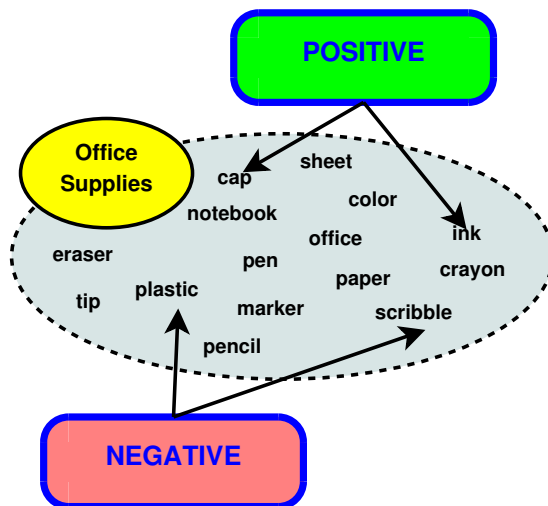 POSITIVE
Office
Supplies
sheet
cap
color
notebook
ink
office
eraser
pen
crayon
paper
plastic
tip
marker
scribble
pencil
NEGATIVE